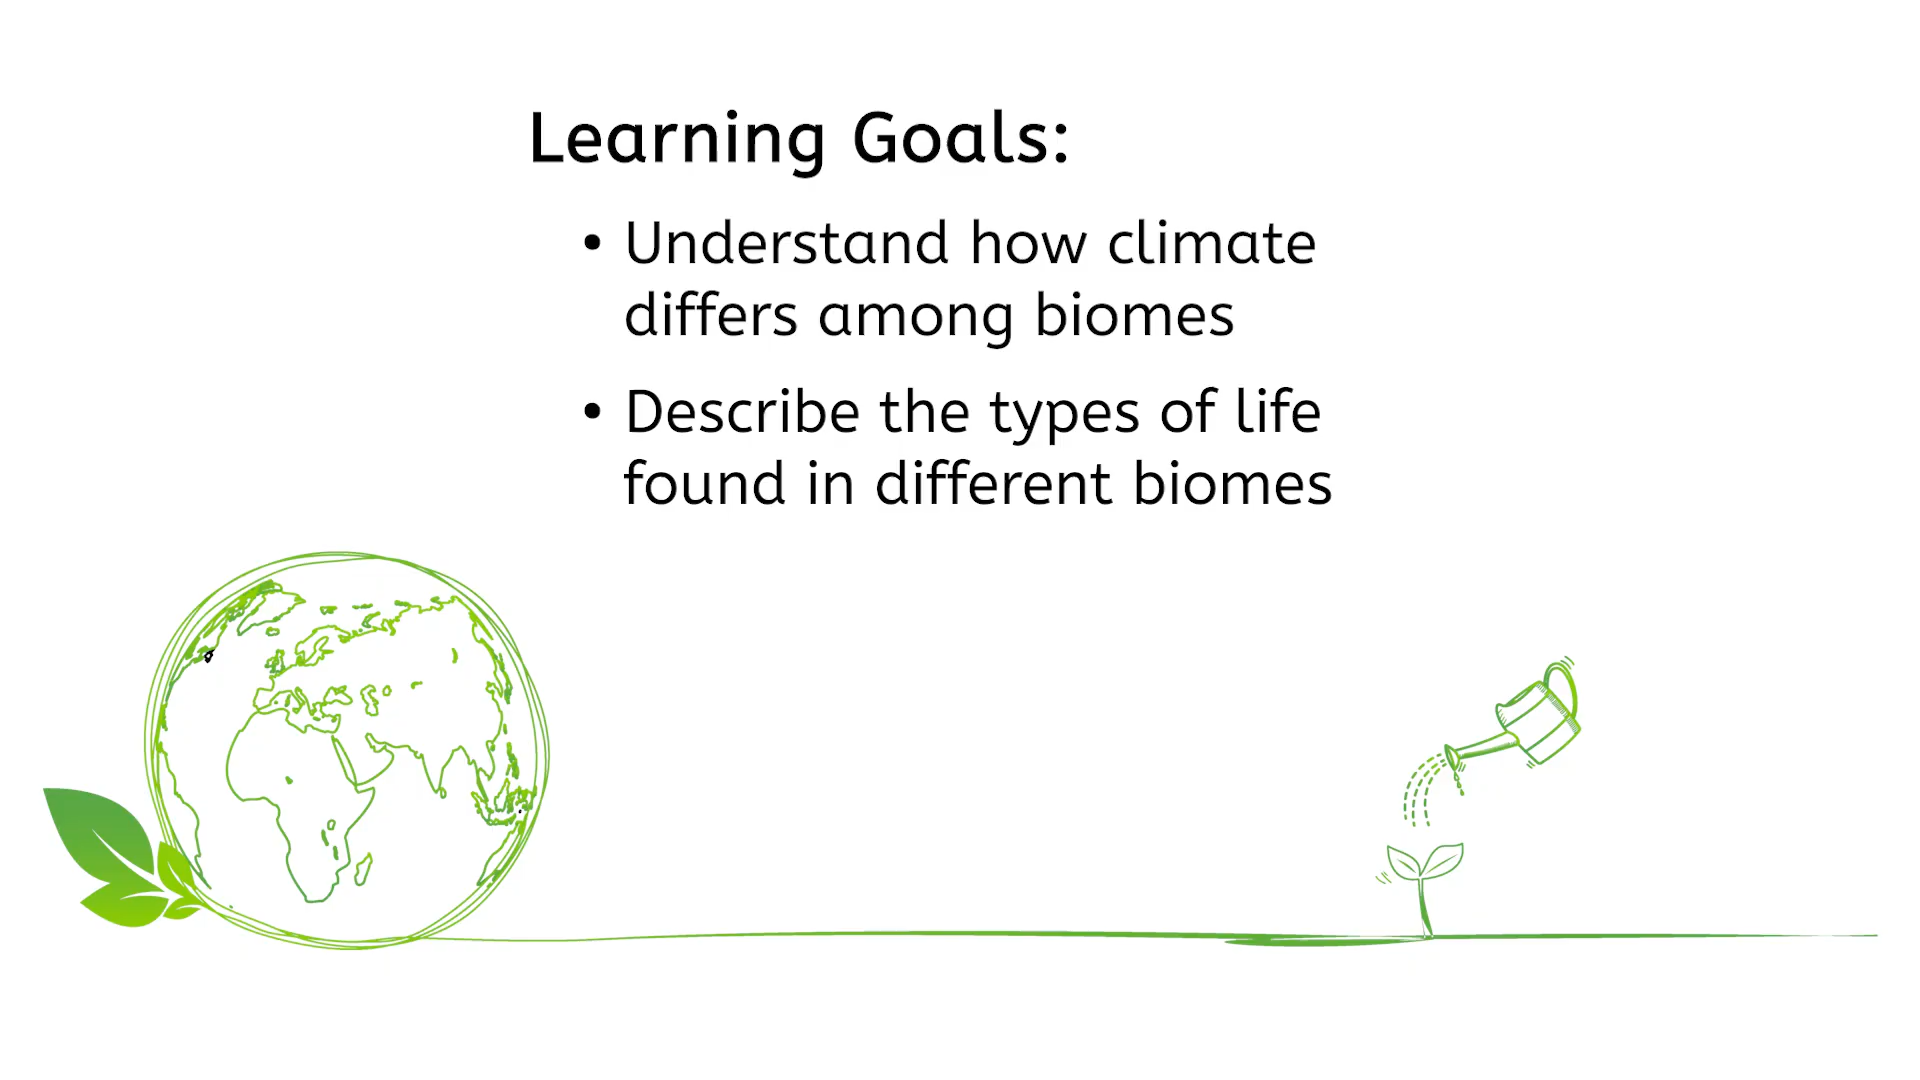 Learning Goals:
• Understand how climate
differs among biomes
• Describe the types of life
found in different biomes